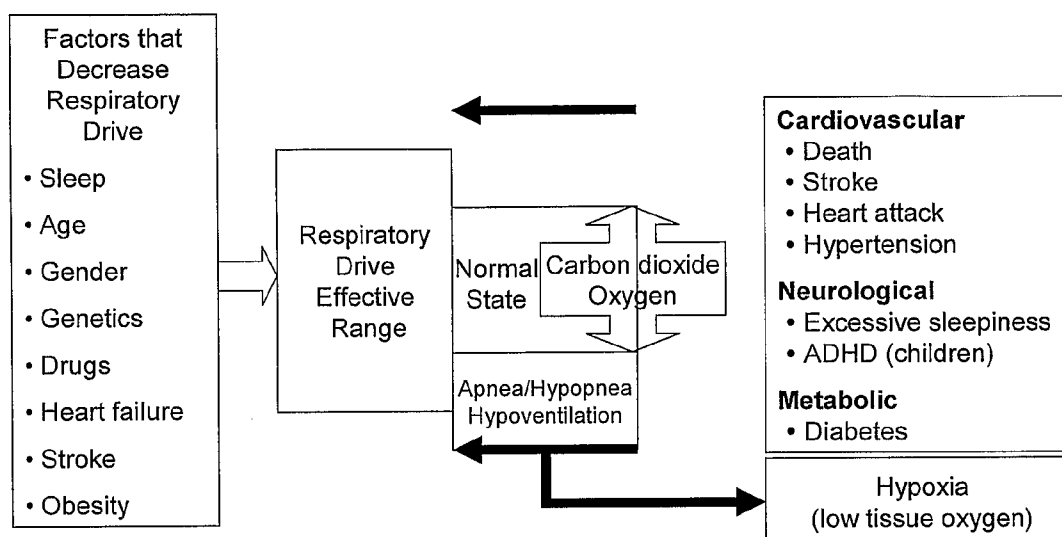 Factors that
Decrease
Respiratory
Drive
• Sleep
• Age
• Gender
• Genetics
• Drugs
• Heart failure
• Stroke
• Obesity
Respiratory
Drive
Effective
Range
Normal
State
Carbon dioxide
Oxygen
Apnea/Hypopnea
Hypoventilation
Cardiovascular
• Death
• Stroke
• Heart attack
• Hypertension
Neurological
• Excessive sleepiness
• ADHD (children)
Metabolic
• Diabetes
Hypoxia
(low tissue oxygen)